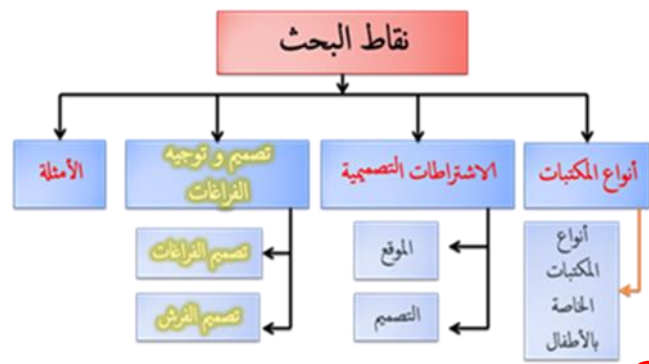 نقاط البحث
أنواع المكتبات
الاشتراطات التصميمية
تصميم و توجيه
الفراغات
الأمثلة
أنواع
المكتبات
الخاصة
بالأطفال
الموقع
التصميم
تصميم الفراغات
تصميم الفرش